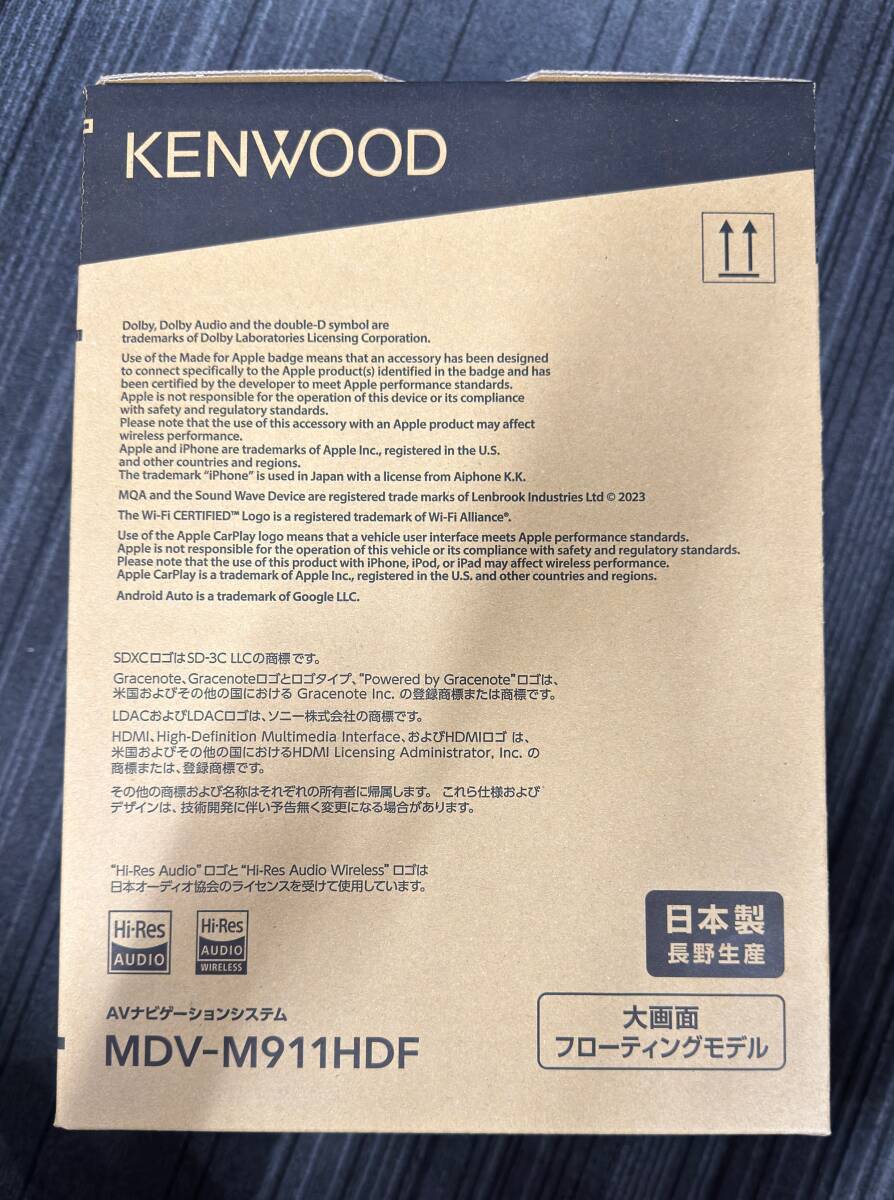 KENWOOD
Dolby, Dolby Audio and the double-D symbol are
trademarks of Dolby Laboratories Licensing Corporation.
Use of the Made for Apple badge means that an accessory has been designed
to connect specifically to the Apple product(s) identified in the badge and has
been certified by the developer to meet Apple performance standards.
Apple is not responsible for the operation of this device or its compliance
with safety and regulatory standards.
Please note that the use of this accessory with an Apple product may affect
wireless performance.
Apple and iPhone are trademarks of Apple Inc., registered in the U.S.
and other countries and regions.
The trademark “iPhone” is used in Japan with a license from Aiphone K.K.
MQA and the Sound Wave Device are registered trade marks of Lenbrook Industries Ltd © 2023
The Wi-Fi CERTIFIED™ Logo is a registered trademark of Wi-Fi Alliance®.
Use of the Apple CarPlay logo means that a vehicle user interface meets Apple performance standards.
Apple is not responsible for the operation of this vehicle or its compliance with safety and regulatory standards.
Please note that the use of this product with iPhone, iPod, or iPad may affect wireless performance.
Apple CarPlay is a trademark of Apple Inc., registered in the U.S. and other countries and regions.
Android Auto is a trademark of Google LLC.
SDXCロゴはSD-3C LLCの商標です。
Gracenote、Gracenoteロゴとロゴタイプ、“Powered by Gracenote”ロゴは、
米国およびその他の国における Gracenote Inc. の登録商標または商標です。
LDACおよびLDACロゴは、ソニー株式会社の商標です。
HDMI、High-Definition Multimedia Interface、およびHDMIロゴ は、
米国およびその他の国におけるHDMI Licensing Administrator, Inc. の
商標または、登録商標です。
その他の商標および名称はそれぞれの所有者に帰属します。 これら仕様および
デザインは、技術開発に伴い予告無く変更になる場合があります。
“Hi-Res Audio”ロゴと“Hi-Res Audio Wireless”ロゴは
日本オーディオ協会のライセンスを受けて使用しています。
Hi-Res
AUDIO
Hi-Res
AUDIO
WIRELESS
日本製
長野生産
AVナビゲーションシステム
MDV-M911HDF
大画面
フローティングモデル